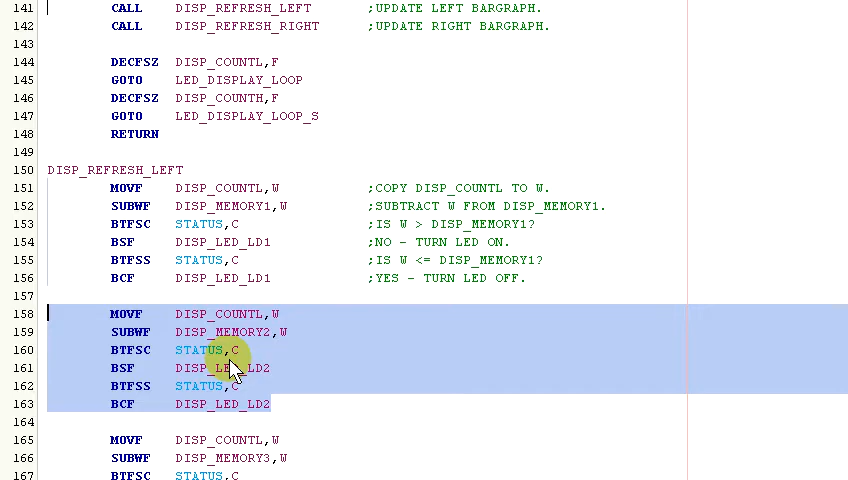 141 CALL DISP_REFRESH_LEFT ;UPDATE LEFT BARGRAPH.
142 CALL DISP_REFRESH_RIGHT ;UPDATE RIGHT BARGRAPH.
143
144 DECFSZ DISP_COUNTL,F
145 GOTO LED_DISPLAY_LOOP
146 DECFSZ DISP_COUNTH,F
147 GOTO LED_DISPLAY_LOOP_S
148 RETURN
149
150 DISP_REFRESH_LEFT
151 MOVF DISP_COUNTL,W ;COPY DISP_COUNTL TO W.
152 SUBWF DISP_MEMORY1,W ;SUBTRACT W FROM DISP_MEMORY1.
153 BTFSC STATUS,C ;IS W > DISP_MEMORY1?
154 BSF DISP_LED_LD1 ;NO - TURN LED ON.
155 BTFSS STATUS,C ;IS W <= DISP_MEMORY1?
156 BCF DISP_LED_LD1 ;YES - TURN LED OFF.
157
158 MOVF DISP_COUNTL,W
159 SUBWF DISP_MEMORY2,W
160 BTFSC STATUS,C
161 BSF DISP_LED_LD2
162 BTFSS STATUS,C
163 BCF DISP_LED_LD2
164
165 MOVF DISP_COUNTL,W
166 SUBWF DISP_MEMORY3,W
167 BTFSC STATUS,C